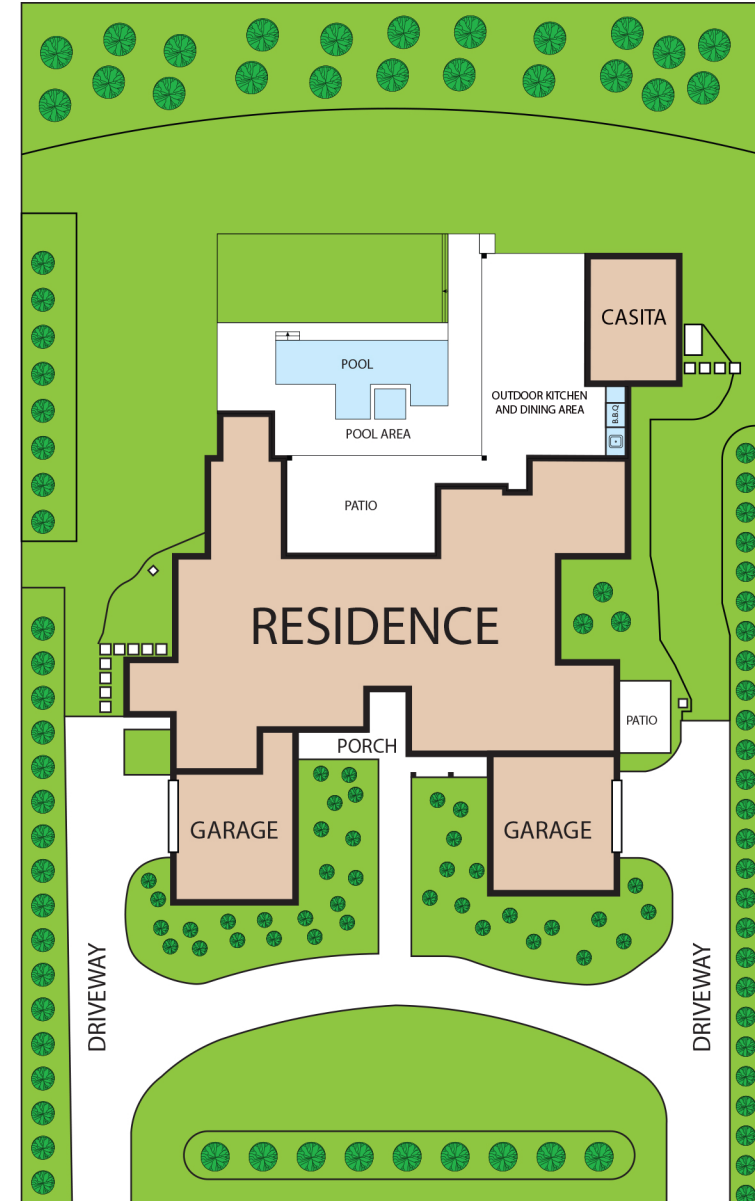 CASITA
POOL
OUTDOOR KITCHEN
AND DINING AREA
B.B.Q
POOL AREA
PATIO
RESIDENCE
PATIO
PORCH
GARAGE
GARAGE
DRIVEWAY
DRIVEWAY